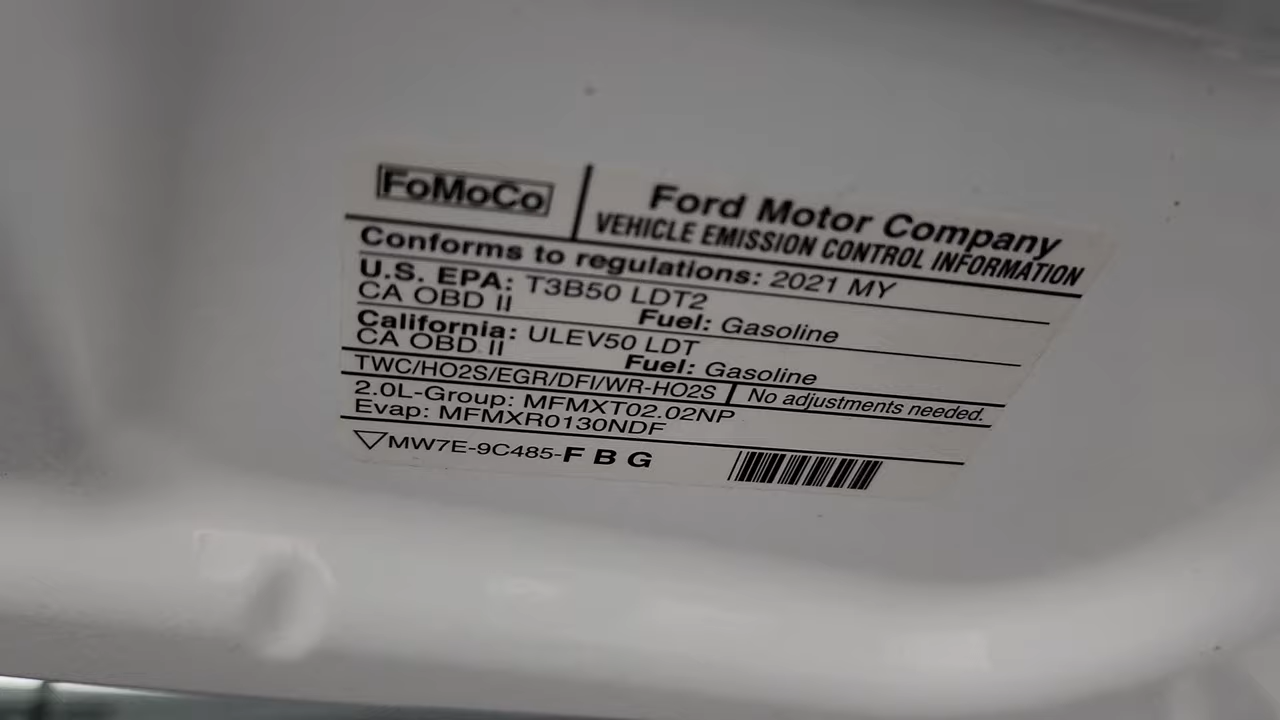 FoMoCo
Ford Motor Company
VEHICLE EMISSION CONTROL INFORMATION
Conforms to regulations: 2021 MY
U.S. EPA: T3B50 LDT2
CA OBD II Fuel: Gasoline
California: ULEV50 LDT
CA OBD II Fuel: Gasoline
TWC/HO2S/EGR/DFI/WR-HO2S No adjustments needed.
2.0L-Group: MFMXT02.02NP
Evap: MFMXR0130NDF
MW7E-9C485-F B G